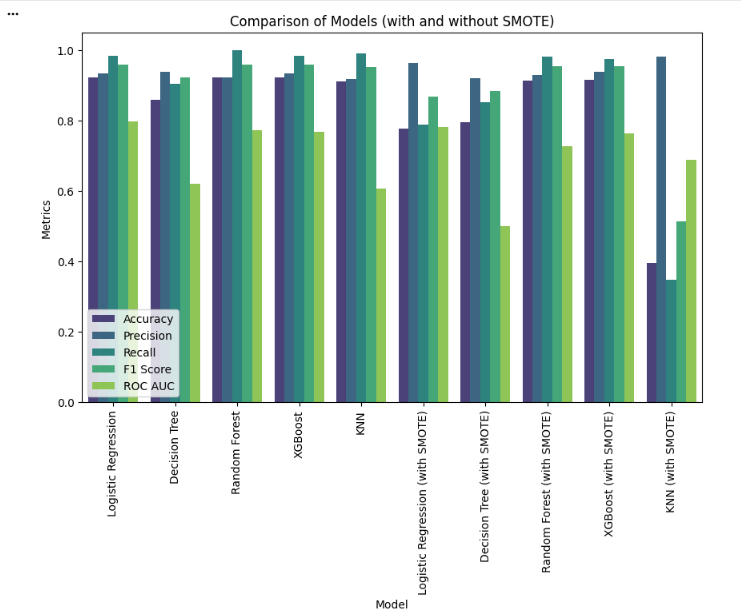 ...
Comparison of Models (with and without SMOTE)
1.0
0.8
0.6
0.4
0.2
0.0
Metrics
Accuracy
Precision
Recall
F1 Score
ROC AUC
Logistic Regression
Decision Tree
Random Forest
XGBoost
KNN
Logistic Regression (with SMOTE)
Decision Tree (with SMOTE)
Random Forest (with SMOTE)
XGBoost (with SMOTE)
KNN (with SMOTE)
Model